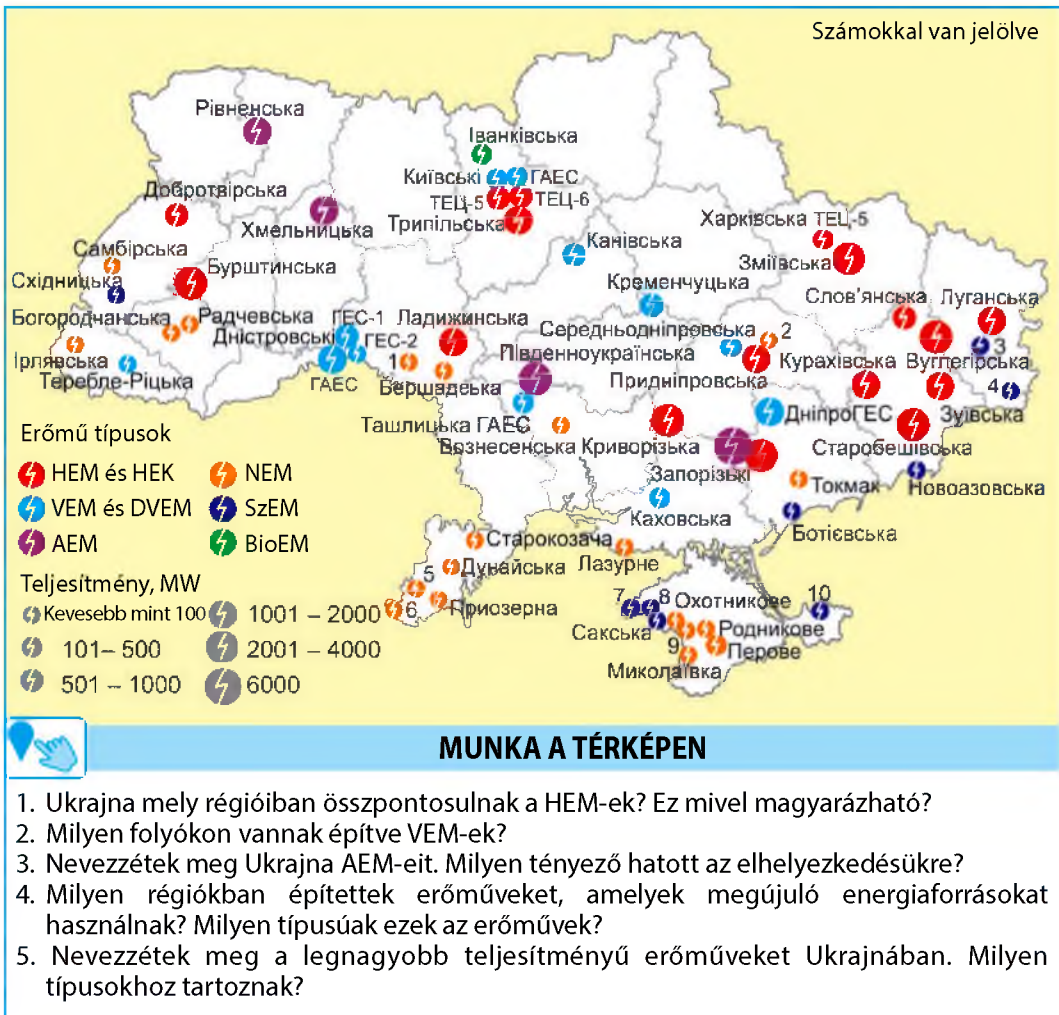 Számokkal van jelölve
Рівненська
Іванківська
Київські ГАЕС
Добротвірська
ТЕЦ-5 ТЕЦ-6
Хмельницька
Трипільська
Харківська ТЕЦ-5
Самбірська
Канівська
Зміївська
Східницька
Бурштинська
Кременчуцька
Слов'янська
Луганська
Богородчанська
Радчевська
ГЕС-1
Ладижинська
Середньодніпровська
2
Дністровські
ГЕС-2
Південноукраїнська
Курахівська
Вуглегірська
3
Ірлявська
1
Придніпровська
4
Теребле-Ріцька
ГАЕС
Бершадська
ДніпроГЕС
Зуївська
Ташлицька ГАЕС
Вознесенська
Криворізька
Старобешівська
Erőmű típusok
HEM és HEK
NEM
Запорізькі
Токмак
Новоазовська
VEM és DVEM
SzEM
Каховська
Ботієвська
AEM
BioEM
Старокозача
Лазурне
Teljesítmény, MW
5
Дунайська
Kevesebb mint 100
1001 – 2000
6
Приозерна
7
8
Охотникове
10
101– 500
2001 – 4000
Сакська
Родникове
9
Перове
501 – 1000
6000
Миколаївка
MUNKA A TÉRKÉPEN
1. Ukrajna mely régióiban összpontosulnak a HEM-ek? Ez mivel magyarázható?
2. Milyen folyókon vannak építve VEM-ek?
3. Nevezzétek meg Ukrajna AEM-eit. Milyen tényező hatott az elhelyezkedésükre?
4. Milyen régiókban építettek erőműveket, amelyek megújuló energiaforrásokat
használnak? Milyen típusúak ezek az erőművek?
5. Nevezzétek meg a legnagyobb teljesítményű erőműveket Ukrajnában. Milyen
típusokhoz tartoznak?